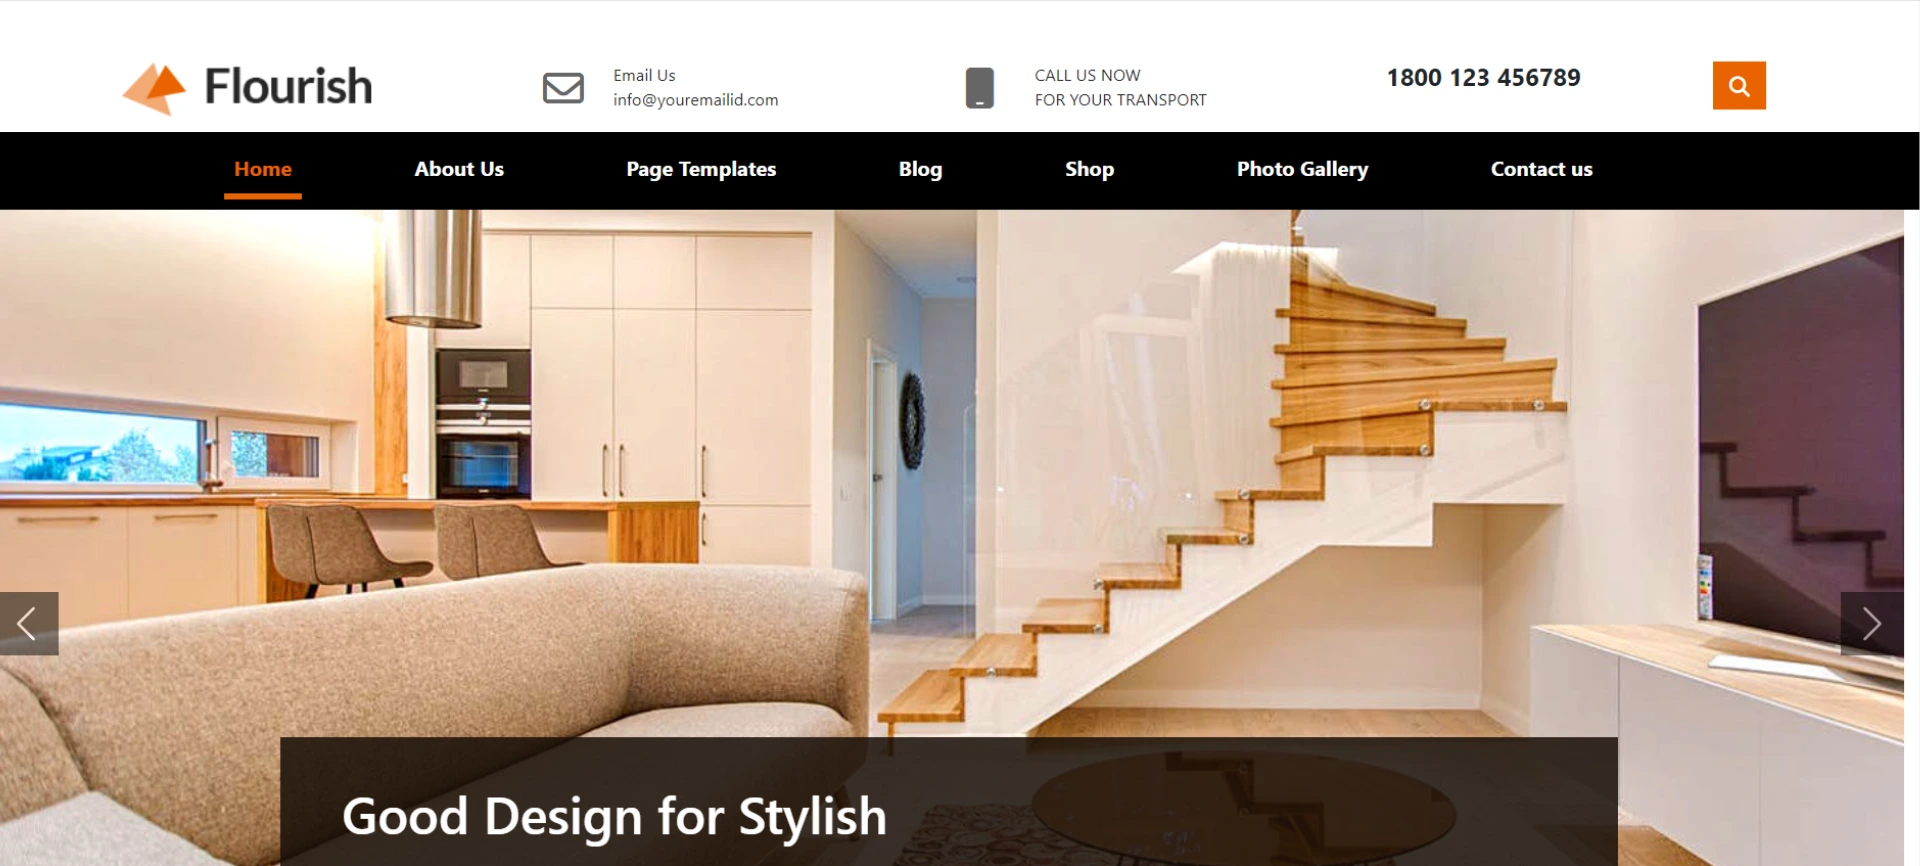 Flourish
Email Us
info@youremailid.com
CALL US NOW
FOR YOUR TRANSPORT
1800 123 456789
Home About Us Page Templates Blog Shop Photo Gallery Contact us
Good Design for Stylish